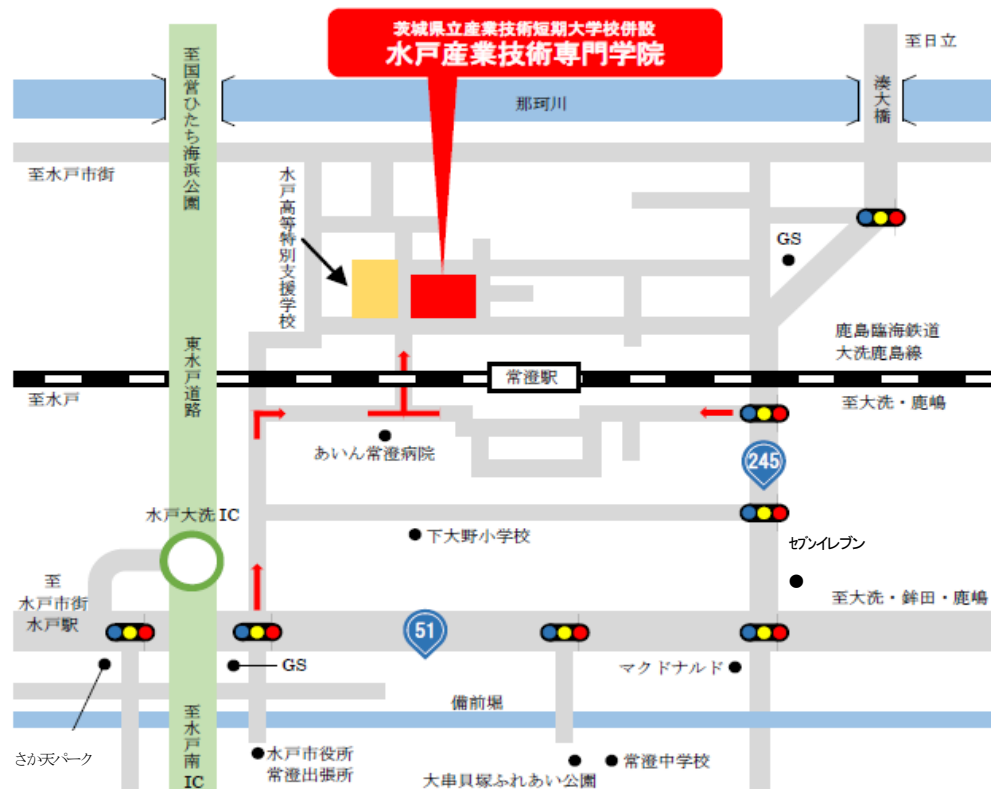 茨城県立産業技術短期大学校併設
水戸産業技術専門学院
至国営ひたち海浜公園
至日立
那珂川
湊大橋
至水戸市街
水戸高等特別支援学校
GS
東水戸道路
鹿島臨海鉄道
大洗鹿島線
常澄駅
至水戸
至大洗・鹿嶋
あいん常澄病院
245
水戸大洗IC
下大野小学校
セブンイレブン
至
水戸市街
水戸駅
至大洗・鉾田・鹿嶋
51
GS
マクドナルド
備前堀
至水戸南IC
さか天パーク
水戸市役所
常澄出張所
常澄中学校
大串貝塚ふれあい公園